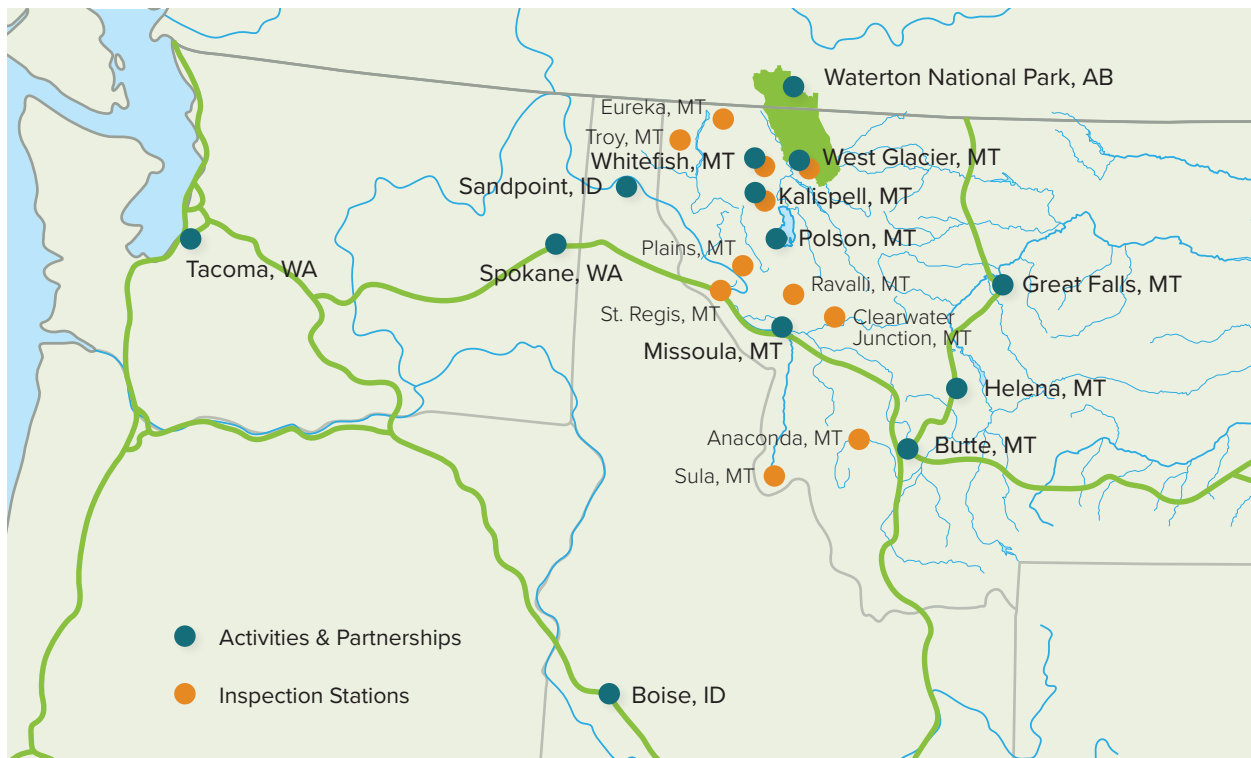 Waterton National Park, AB
Eureka, MT
Troy, MT
Whitefish, MT
West Glacier, MT
Sandpoint, ID
Kalispell, MT
Polson, MT
Plains, MT
Tacoma, WA
Spokane, WA
Ravalli, MT
Great Falls, MT
St. Regis, MT
Clearwater
Junction, MT
Missoula, MT
Helena, MT
Anaconda, MT
Butte, MT
Sula, MT
Activities & Partnerships
Inspection Stations
Boise, ID